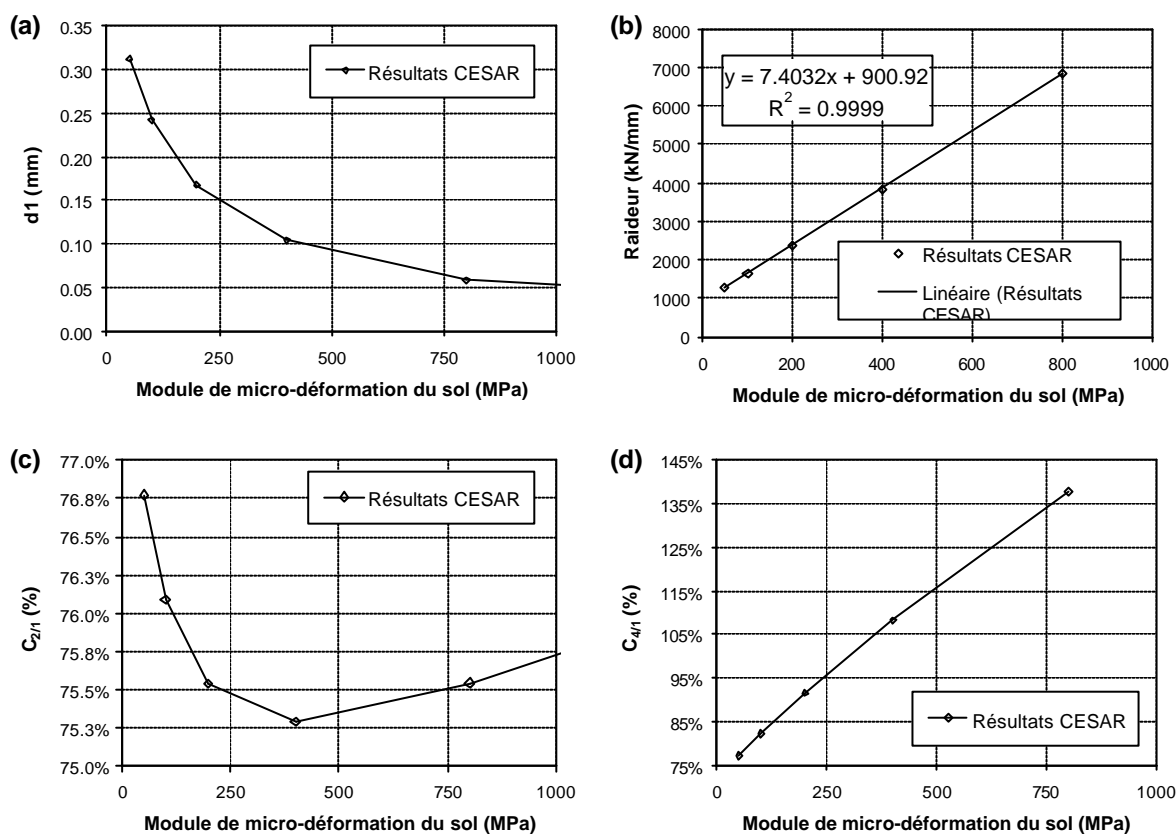 (a)
0.30
0.25
0.20
0.15
0.10
0.05
0.00
d1 (mm)
Résultats CESAR
0
250
500
750
1000
Module de micro-déformation du sol (MPa)
(b)
7000
6000
5000
4000
3000
2000
1000
0
Raideur (kN/mm)
y = 7.4032x + 900.92
R² = 0.9999
Résultats CESAR
Linéaire (Résultats
CESAR)
0
200
400
600
800
1000
Module de micro-déformation du sol (MPa)
(c)
77.0%
76.8%
76.5%
76.3%
76.0%
75.8%
75.5%
75.3%
75.0%
C2/1 (%)
Résultats CESAR
0
250
500
750
1000
Module de micro-déformation du sol (MPa)
(d)
145%
135%
125%
115%
105%
95%
85%
75%
C4/1 (%)
Résultats CESAR
0
250
500
750
1000
Module de micro-déformation du sol (MPa)